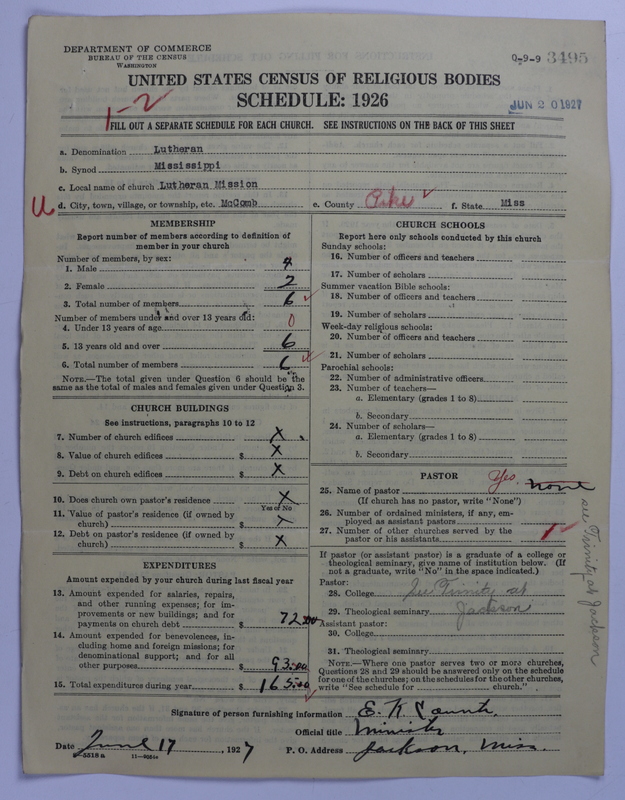 DEPARTMENT OF COMMERCE
BUREAU OF THE CENSUS
WASHINGTON
Q-9-9 3495
UNITED STATES CENSUS OF RELIGIOUS BODIES
SCHEDULE: 1926
JUN 20 1927
1-2
FILL OUT A SEPARATE SCHEDULE FOR EACH CHURCH. SEE INSTRUCTIONS ON THE BACK OF THIS SHEET
a. Denomination Lutheran
b. Synod Mississippi
c. Local name of church Lutheran Mission
U d. City, town, village, or township, etc. McComb e. County Pike ✓ f. State Miss
MEMBERSHIP
Report number of members according to definition of
member in your church
Number of members, by sex:
1. Male 4
2. Female 2
3. Total number of members 6 ✓
Number of members under and over 13 years old:
4. Under 13 years of age 0
5. 13 years old and over 6
6. Total number of members 6 ✓
NOTE.—The total given under Question 6 should be the
same as the total of males and females given under Question 3.
CHURCH BUILDINGS
See instructions, paragraphs 10 to 12
7. Number of church edifices X
8. Value of church edifices $ X
9. Debt on church edifices $ X
10. Does church own pastor's residence X
Yes or No
11. Value of pastor's residence (if owned by
church) $ X
12. Debt on pastor's residence (if owned by
church) $ X
EXPENDITURES
Amount expended by your church during last fiscal year
13. Amount expended for salaries, repairs,
and other running expenses; for im-
provements or new buildings; and for
payments on church debt $ 72.00
14. Amount expended for benevolences, in-
cluding home and foreign missions; for
denominational support; and for all
other purposes $ 93.00
15. Total expenditures during year $ 165.00 ✓
CHURCH SCHOOLS
Report here only schools conducted by this church
Sunday schools:
16. Number of officers and teachers
17. Number of scholars
Summer vacation Bible schools:
18. Number of officers and teachers
19. Number of scholars
Week-day religious schools:
20. Number of officers and teachers
21. Number of scholars
Parochial schools:
22. Number of administrative officers
23. Number of teachers—
a. Elementary (grades 1 to 8)
b. Secondary
24. Number of scholars—
a. Elementary (grades 1 to 8)
b. Secondary
PASTOR
25. Name of pastor Yes. none
(If church has no pastor, write "None")
26. Number of ordained ministers, if any, em-
ployed as assistant pastors
27. Number of other churches served by the
pastor or his assistants 1 ✓
If pastor (or assistant pastor) is a graduate of a college or
theological seminary, give name of institution below. (If
not a graduate, write "No" in the space indicated.)
Pastor:
28. College See Trinity at
29. Theological seminary Jackson
Assistant pastor:
30. College
31. Theological seminary
NOTE.—Where one pastor serves two or more churches,
Questions 28 and 29 should be answered only on the schedule
for one of the churches; on the schedules for the other churches,
write "See schedule for church."
see Trinity at Jackson
Signature of person furnishing information E. K.
Official title Minister
Date June 17, 1927 P. O. Address Jackson, Miss.